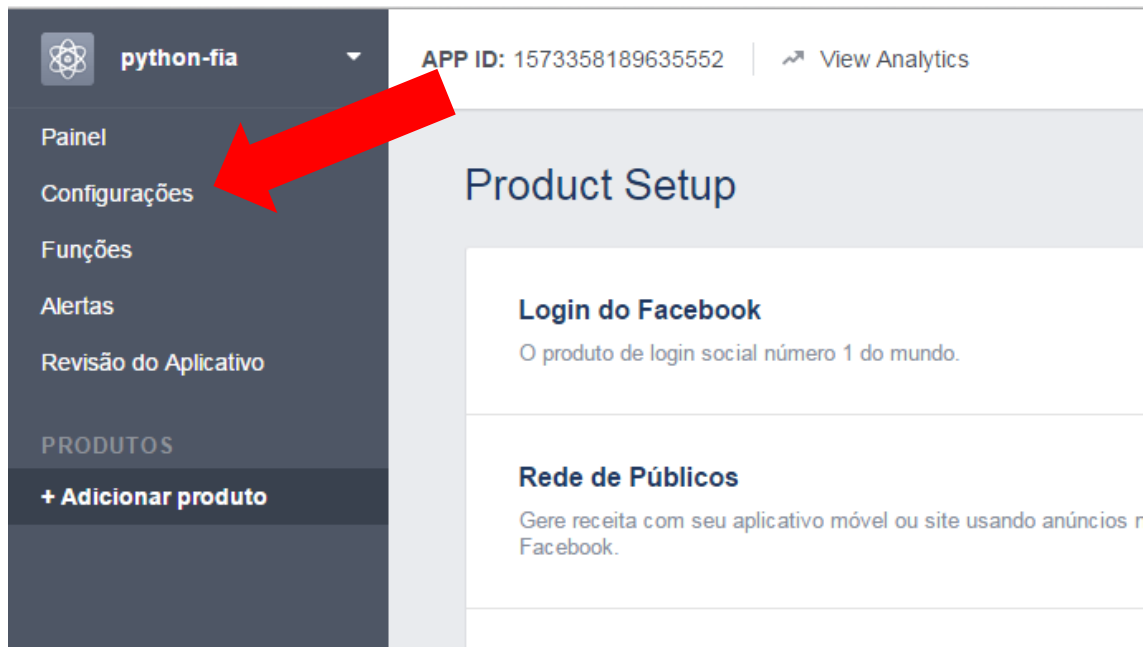 python-fia
APP ID: 1573358189635552
View Analytics
Painel
Configurações
Funções
Alertas
Revisão do Aplicativo
PRODUTOS
+ Adicionar produto
Product Setup
Login do Facebook
O produto de login social número 1 do mundo.
Rede de Públicos
Gere receita com seu aplicativo móvel ou site usando anúncios
Facebook.